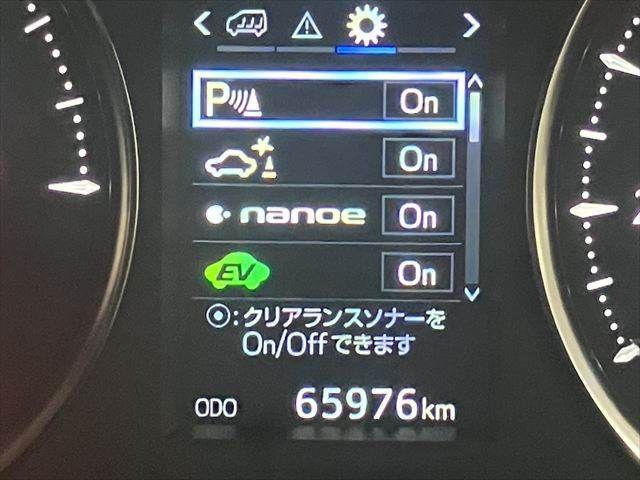 P On
On
nanoe On
EV On
⦿:クリアランスソナーを
On/Offできます
ODO 65976km